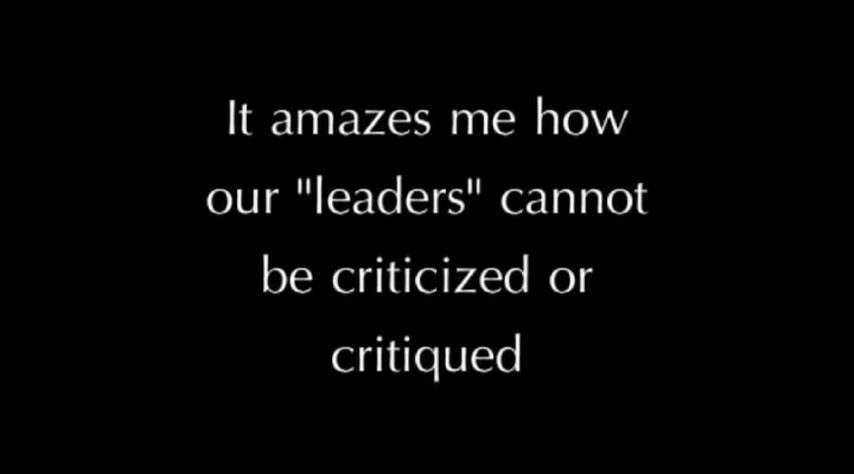 It amazes me how
our "leaders" cannot
be criticized or
critiqued